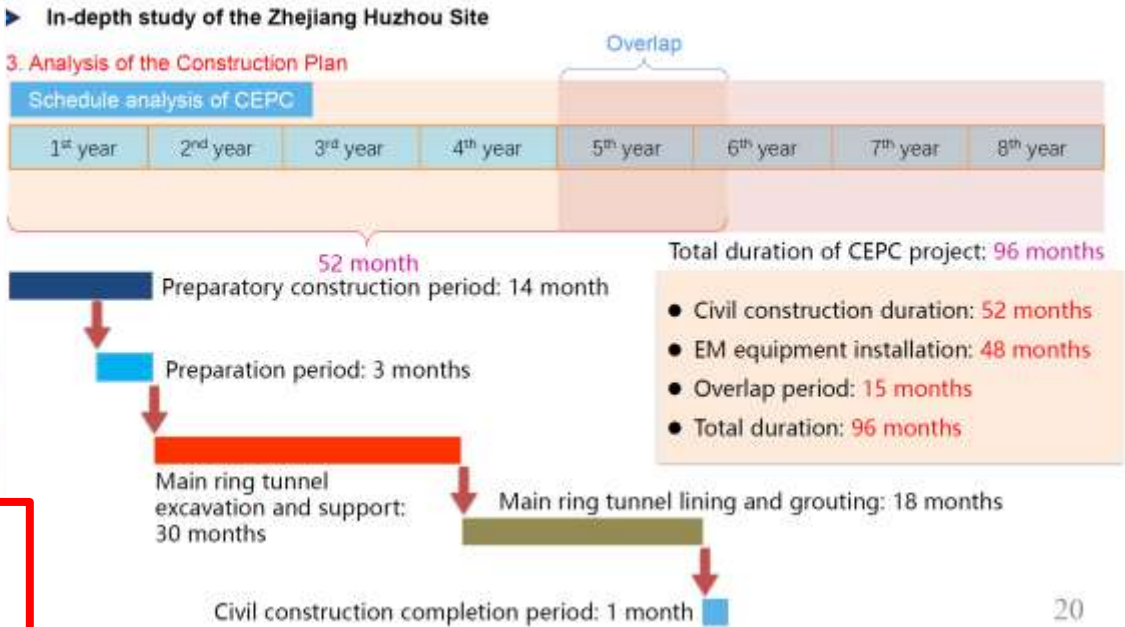 In-depth study of the Zhejiang Huzhou Site
Overlap
3. Analysis of the Construction Plan
Schedule analysis of CEPC
1st year 2nd year 3rd year 4th year 5th year 6th year 7th year 8th year
52 month
Total duration of CEPC project: 96 months
Preparatory construction period: 14 month
Civil construction duration: 52 months
EM equipment installation: 48 months
Overlap period: 15 months
Total duration: 96 months
Preparation period: 3 months
Main ring tunnel
excavation and support:
30 months
Main ring tunnel lining and grouting: 18 months
Civil construction completion period: 1 month
20